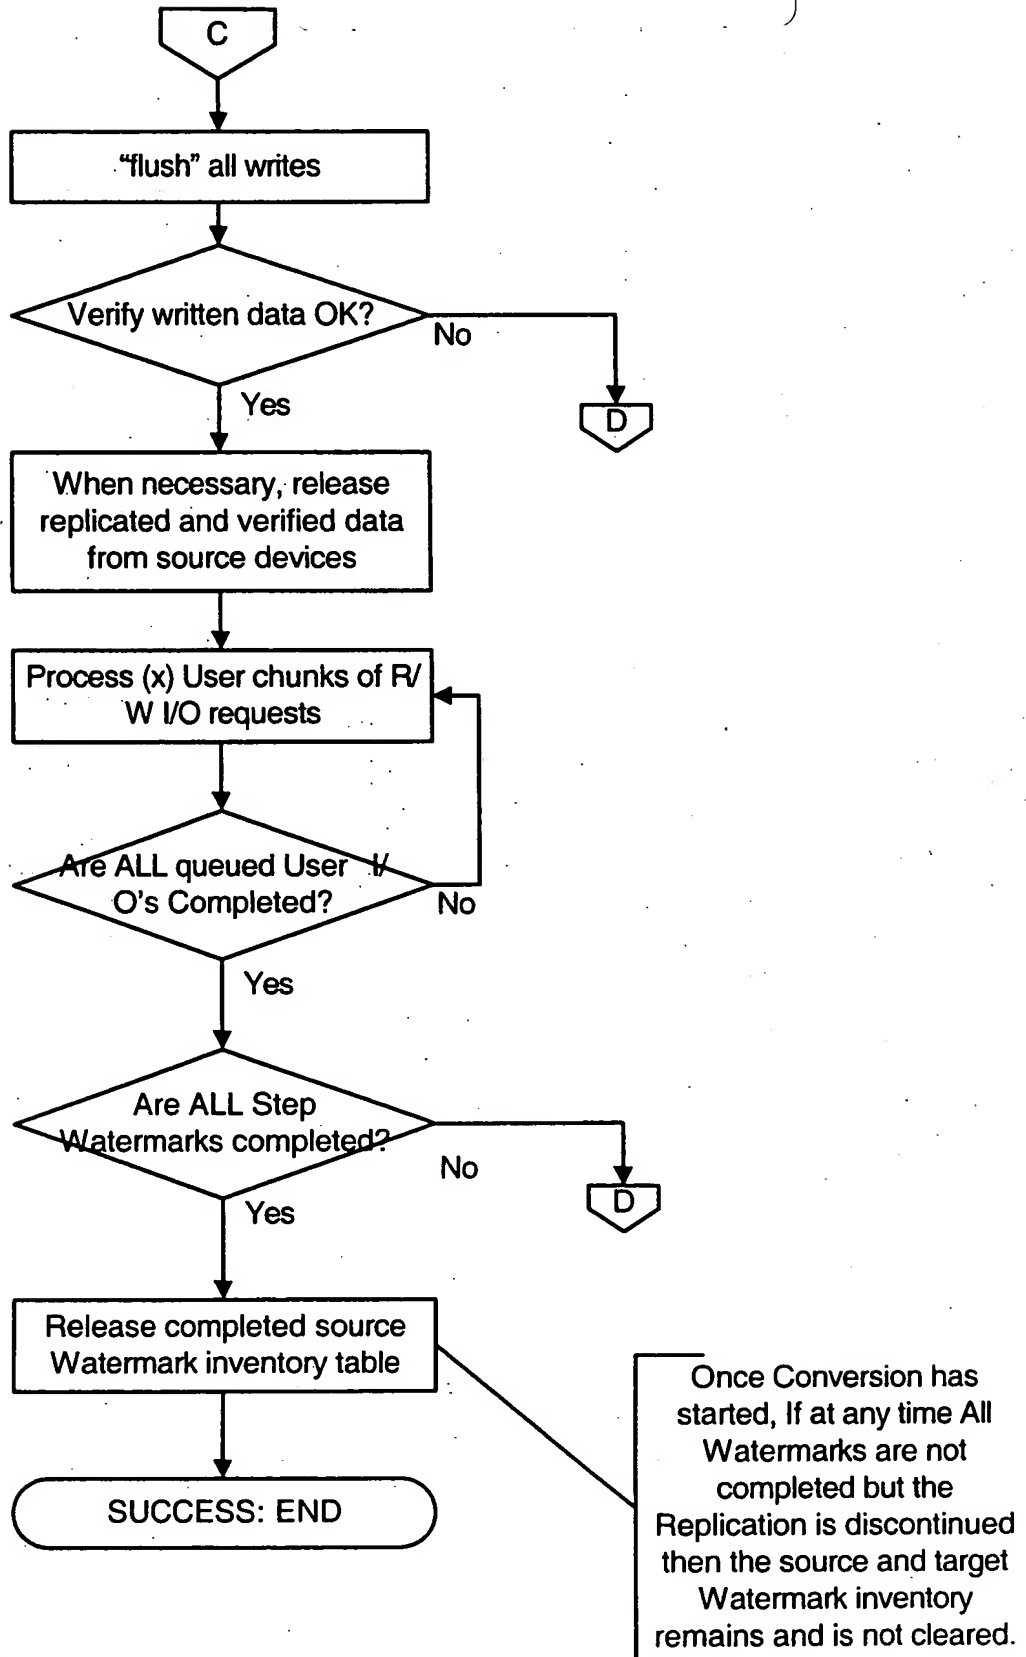 C
“flush” all writes
Verify written data OK?
No
Yes
D
When necessary, release
replicated and verified data
from source devices
Process (x) User chunks of R/
W I/O requests
Are ALL queued User I/
O's Completed?
No
Yes
Are ALL Step
Watermarks completed?
No
D
Yes
Release completed source
Watermark inventory table
Once Conversion has
started, If at any time All
Watermarks are not
completed but the
Replication is discontinued
then the source and target
Watermark inventory
remains and is not cleared.
SUCCESS: END